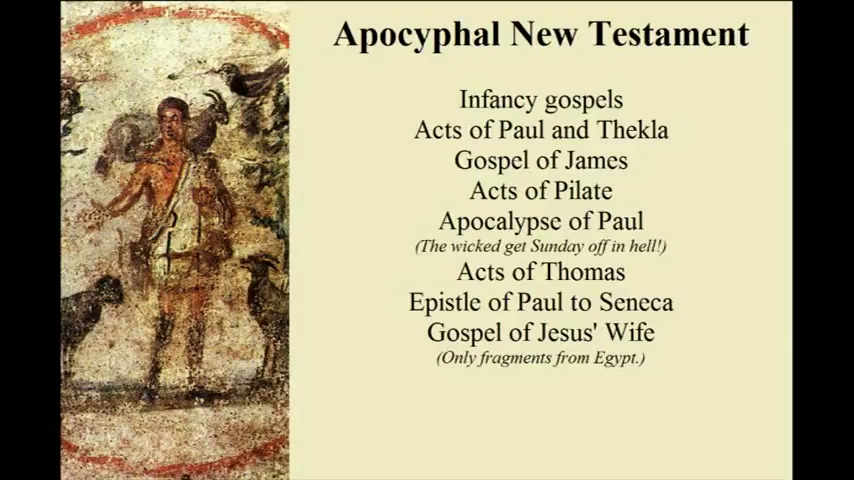 Apocyphal New Testament
Infancy gospels
Acts of Paul and Thekla
Gospel of James
Acts of Pilate
Apocalypse of Paul
(The wicked get Sunday off in hell!)
Acts of Thomas
Epistle of Paul to Seneca
Gospel of Jesus' Wife
(Only fragments from Egypt.)